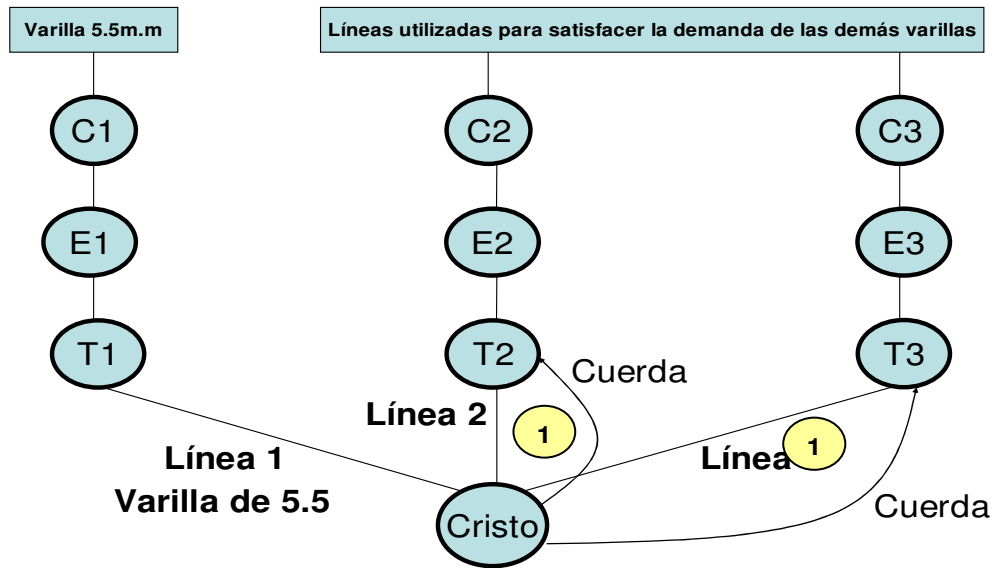 Varilla 5.5m.m
Líneas utilizadas para satisfacer la demanda de las demás varillas
C1
C2
C3
E1
E2
E3
T1
T2
T3
Cuerda
Línea 2
1
Línea 1
Varilla de 5.5
Línea
1
Cristo
Cuerda